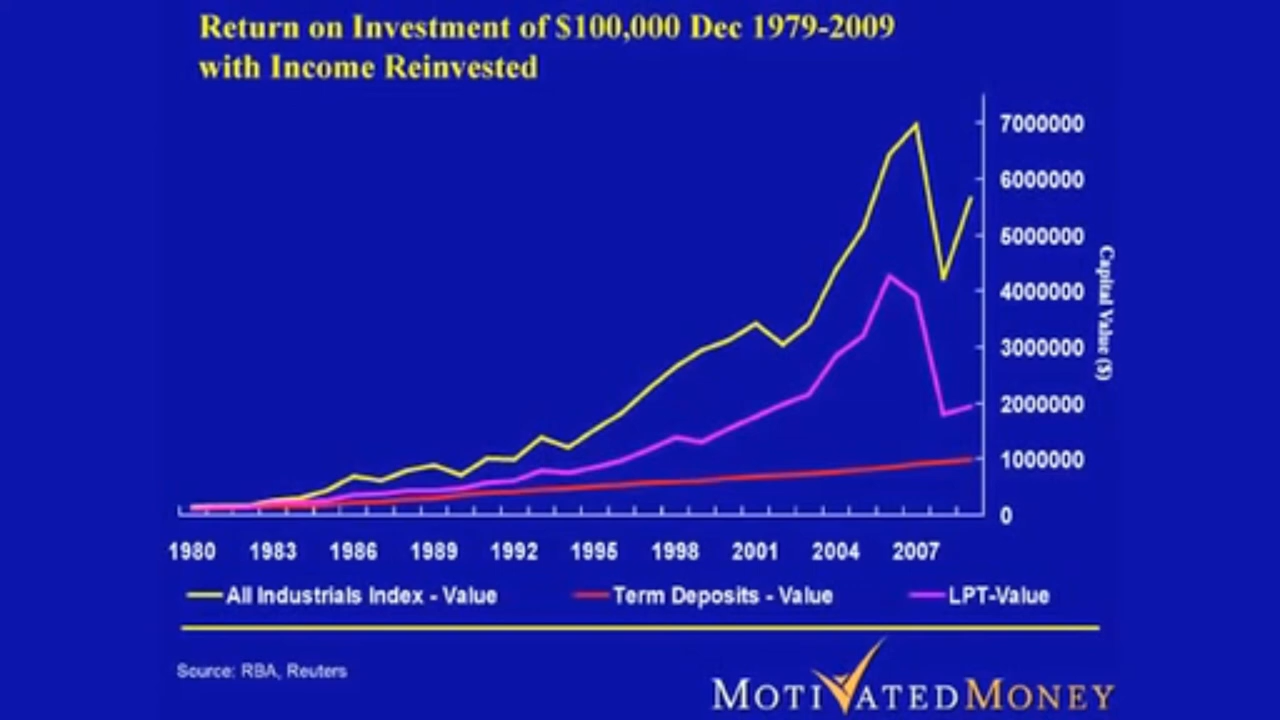 Return on Investment of $100,000 Dec 1979-2009
with Income Reinvested
7000000
6000000
5000000
4000000
3000000
2000000
1000000
0
Capital Value ($)
1980 1983 1986 1989 1992 1995 1998 2001 2004 2007
All Industrials Index - Value Term Deposits - Value LPT-Value
Source: RBA, Reuters
MOTIVATEDMONEY